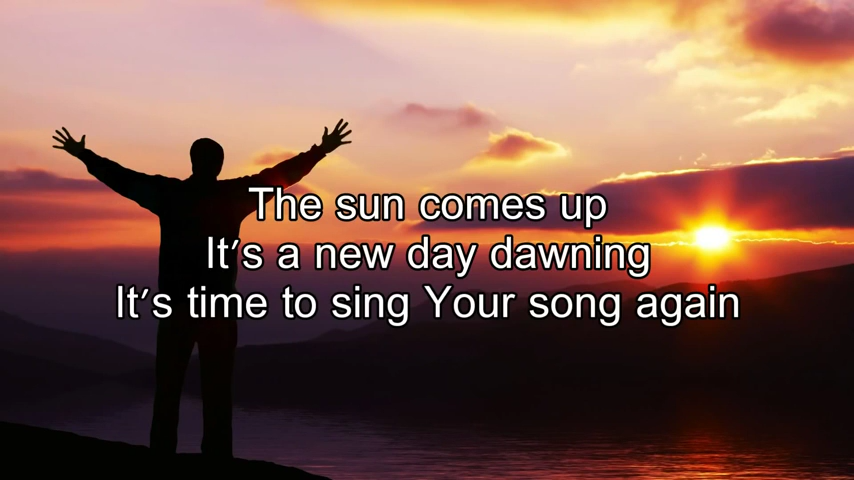 The sun comes up
It's a new day dawning
It's time to sing Your song again